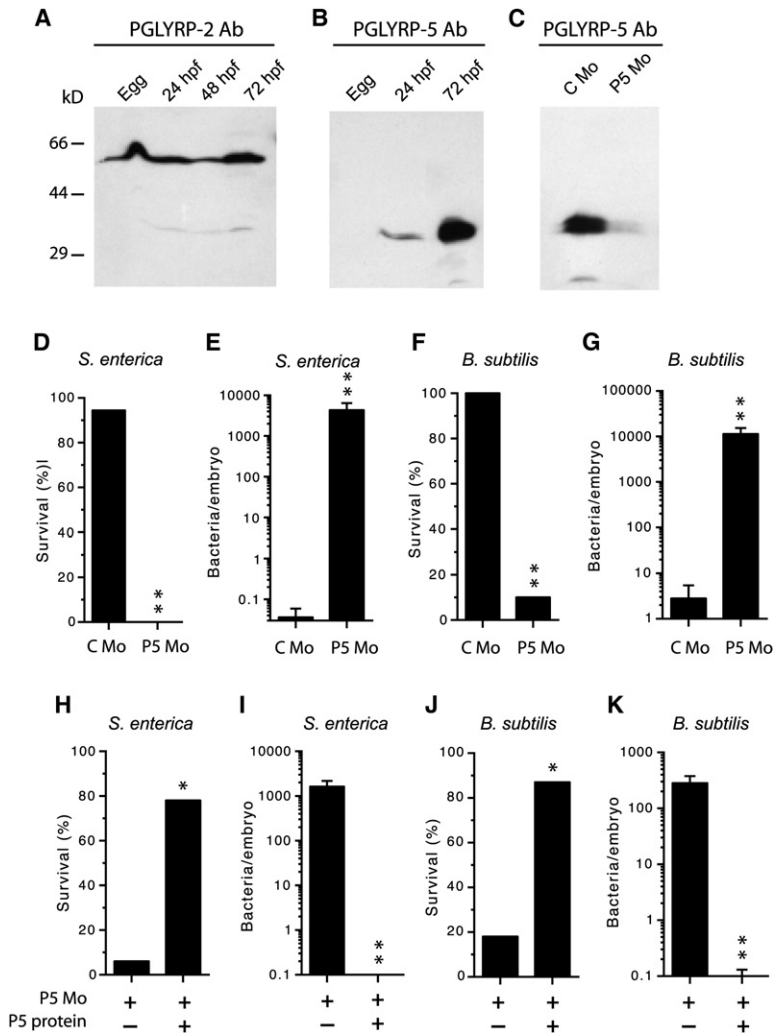 A
PGLYRP-2 Ab
Egg
24 hpf
48 hpf
72 hpf
kD
66
44
29
B
PGLYRP-5 Ab
Egg
24 hpf
72 hpf
C
PGLYRP-5 Ab
C Mo
P5 Mo
D
S. enterica
Survival (%)|
100
80
60
40
20
0
**
C Mo P5 Mo
E
S. enterica
Bacteria/embryo
10000
1000
100
1
0.1
**
C Mo P5 Mo
F
B. subtilis
Survival (%)
100
80
60
40
20
0
**
C Mo P5 Mo
G
B. subtilis
Bacteria/embryo
100000
10000
1000
100
10
1
**
C Mo P5 Mo
H
S. enterica
Survival (%)
100
80
60
40
20
0
*
I
S. enterica
Bacteria/embryo
10000
1000
100
10
1
0.1
**
J
B. subtilis
Survival (%)
100
80
60
40
20
0
*
K
B. subtilis
Bacteria/embryo
1000
100
10
1
0.1
**
P5 Mo + + + + + + + +
P5 protein – + – + – + – +